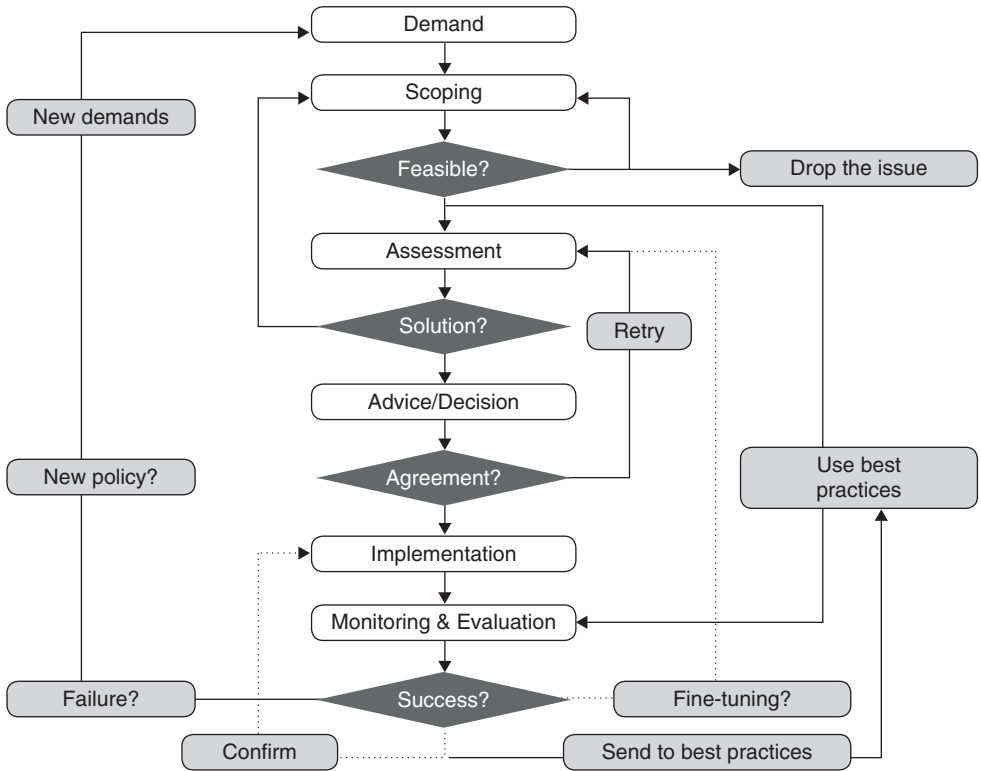 Demand
Scoping
New demands
Feasible?
Drop the issue
Assessment
Solution?
Retry
Advice/Decision
New policy?
Agreement?
Use best
practices
Implementation
Monitoring & Evaluation
Failure?
Success?
Fine-tuning?
Confirm
Send to best practices